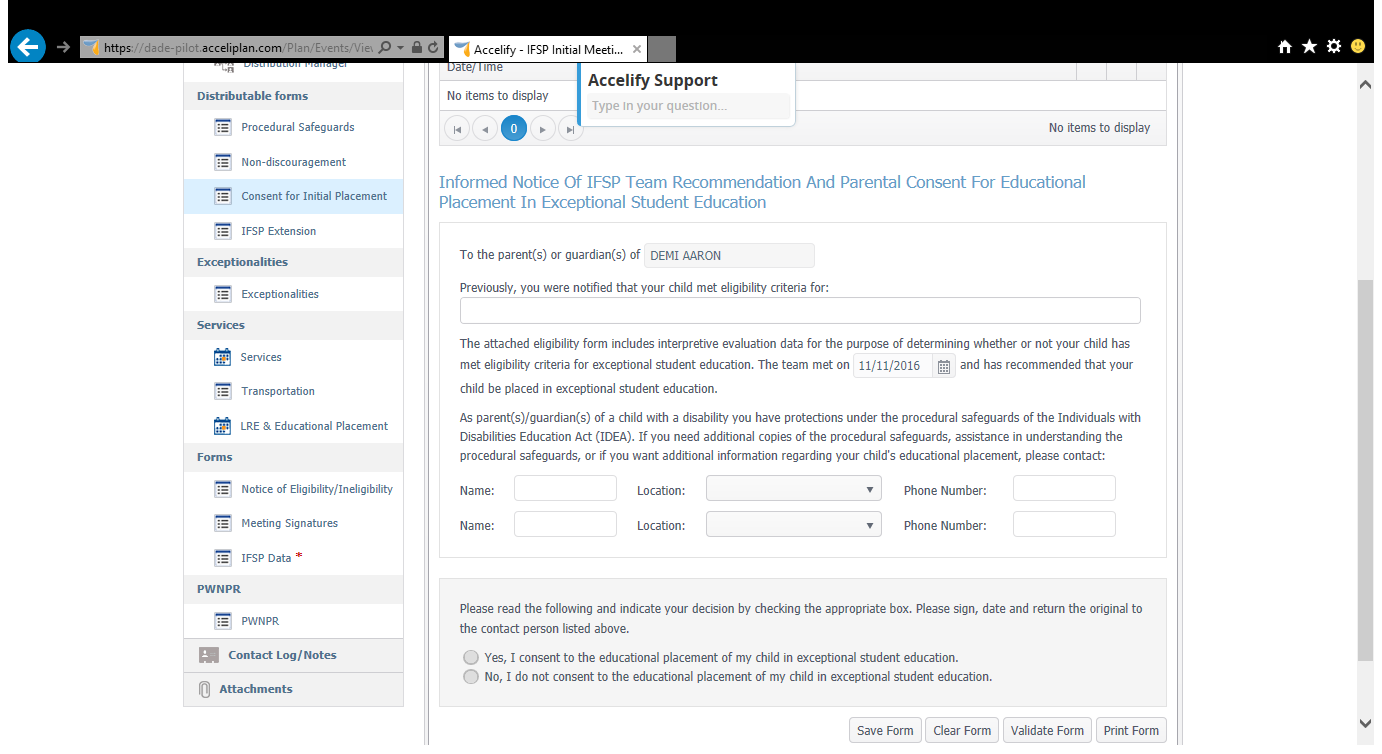 https://dade-pilot.acceliplan.com/Plan/Events/Vie
Accelify - IFSP Initial Meeti...
Distribution Manager
Distributable forms
Procedural Safeguards
Non-discouragement
Consent for Initial Placement
IFSP Extension
Exceptionalities
Exceptionalities
Services
Services
Transportation
LRE & Educational Placement
Forms
Notice of Eligibility/Ineligibility
Meeting Signatures
IFSP Data *
PWNPR
PWNPR
Contact Log/Notes
Attachments
Date/Time
Accelify Support
Type in your question...
No items to display
0
No items to display
Informed Notice Of IFSP Team Recommendation And Parental Consent For Educational
Placement In Exceptional Student Education
To the parent(s) or guardian(s) of DEMI AARON
Previously, you were notified that your child met eligibility criteria for:
The attached eligibility form includes interpretive evaluation data for the purpose of determining whether or not your child has
met eligibility criteria for exceptional student education. The team met on 11/11/2016 and has recommended that your
child be placed in exceptional student education.
As parent(s)/guardian(s) of a child with a disability you have protections under the procedural safeguards of the Individuals with
Disabilities Education Act (IDEA). If you need additional copies of the procedural safeguards, assistance in understanding the
procedural safeguards, or if you want additional information regarding your child's educational placement, please contact:
Name: Location: Phone Number:
Name: Location: Phone Number:
Please read the following and indicate your decision by checking the appropriate box. Please sign, date and return the original to
the contact person listed above.
Yes, I consent to the educational placement of my child in exceptional student education.
No, I do not consent to the educational placement of my child in exceptional student education.
Save Form Clear Form Validate Form Print Form